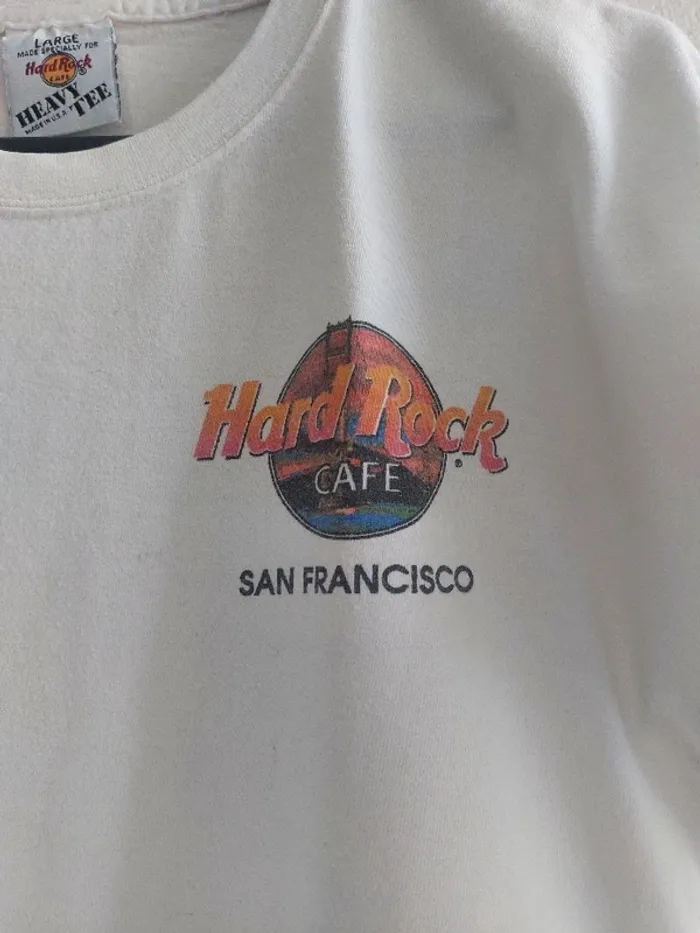 LARGE
MADE SPECIALLY FOR
Hard Rock
CAFE
®
HEAVY
TEE
MADE IN U.S.A.
Hard Rock
®
CAFE
SAN FRANCISCO